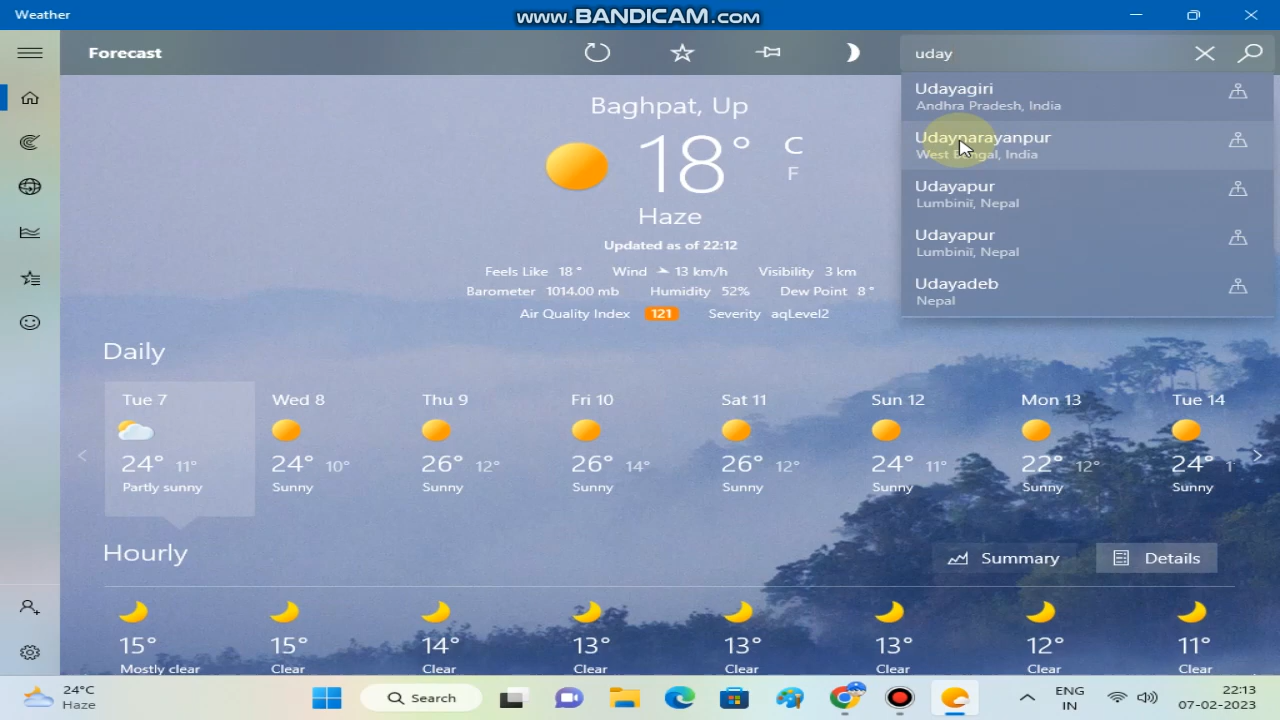 Weather
www.BANDICAM.com
Forecast
uday
Udayagiri
Andhra Pradesh, India
Udaynarayanpur
West Bengal, India
Udayapur
Lumbiniï, Nepal
Udayapur
Lumbiniï, Nepal
Udayadeb
Nepal
Baghpat, Up
18° C
F
Haze
Updated as of 22:12
Feels Like 18° Wind 13 km/h Visibility 3 km
Barometer 1014.00 mb Humidity 52% Dew Point 8°
Air Quality Index 121 Severity aqLevel2
Daily
Tue 7 Wed 8 Thu 9 Fri 10 Sat 11 Sun 12 Mon 13 Tue 14
24° 11° 24° 10° 26° 12° 26° 14° 26° 12° 24° 11° 22° 12° 24°
Partly sunny Sunny Sunny Sunny Sunny Sunny Sunny Sunny
Hourly
Summary Details
15° 15° 14° 13° 13° 13° 12° 11°
Mostly clear Clear Clear Clear Clear Clear Clear Clear
24°C
Haze
Search
ENG
IN
22:13
07-02-2023